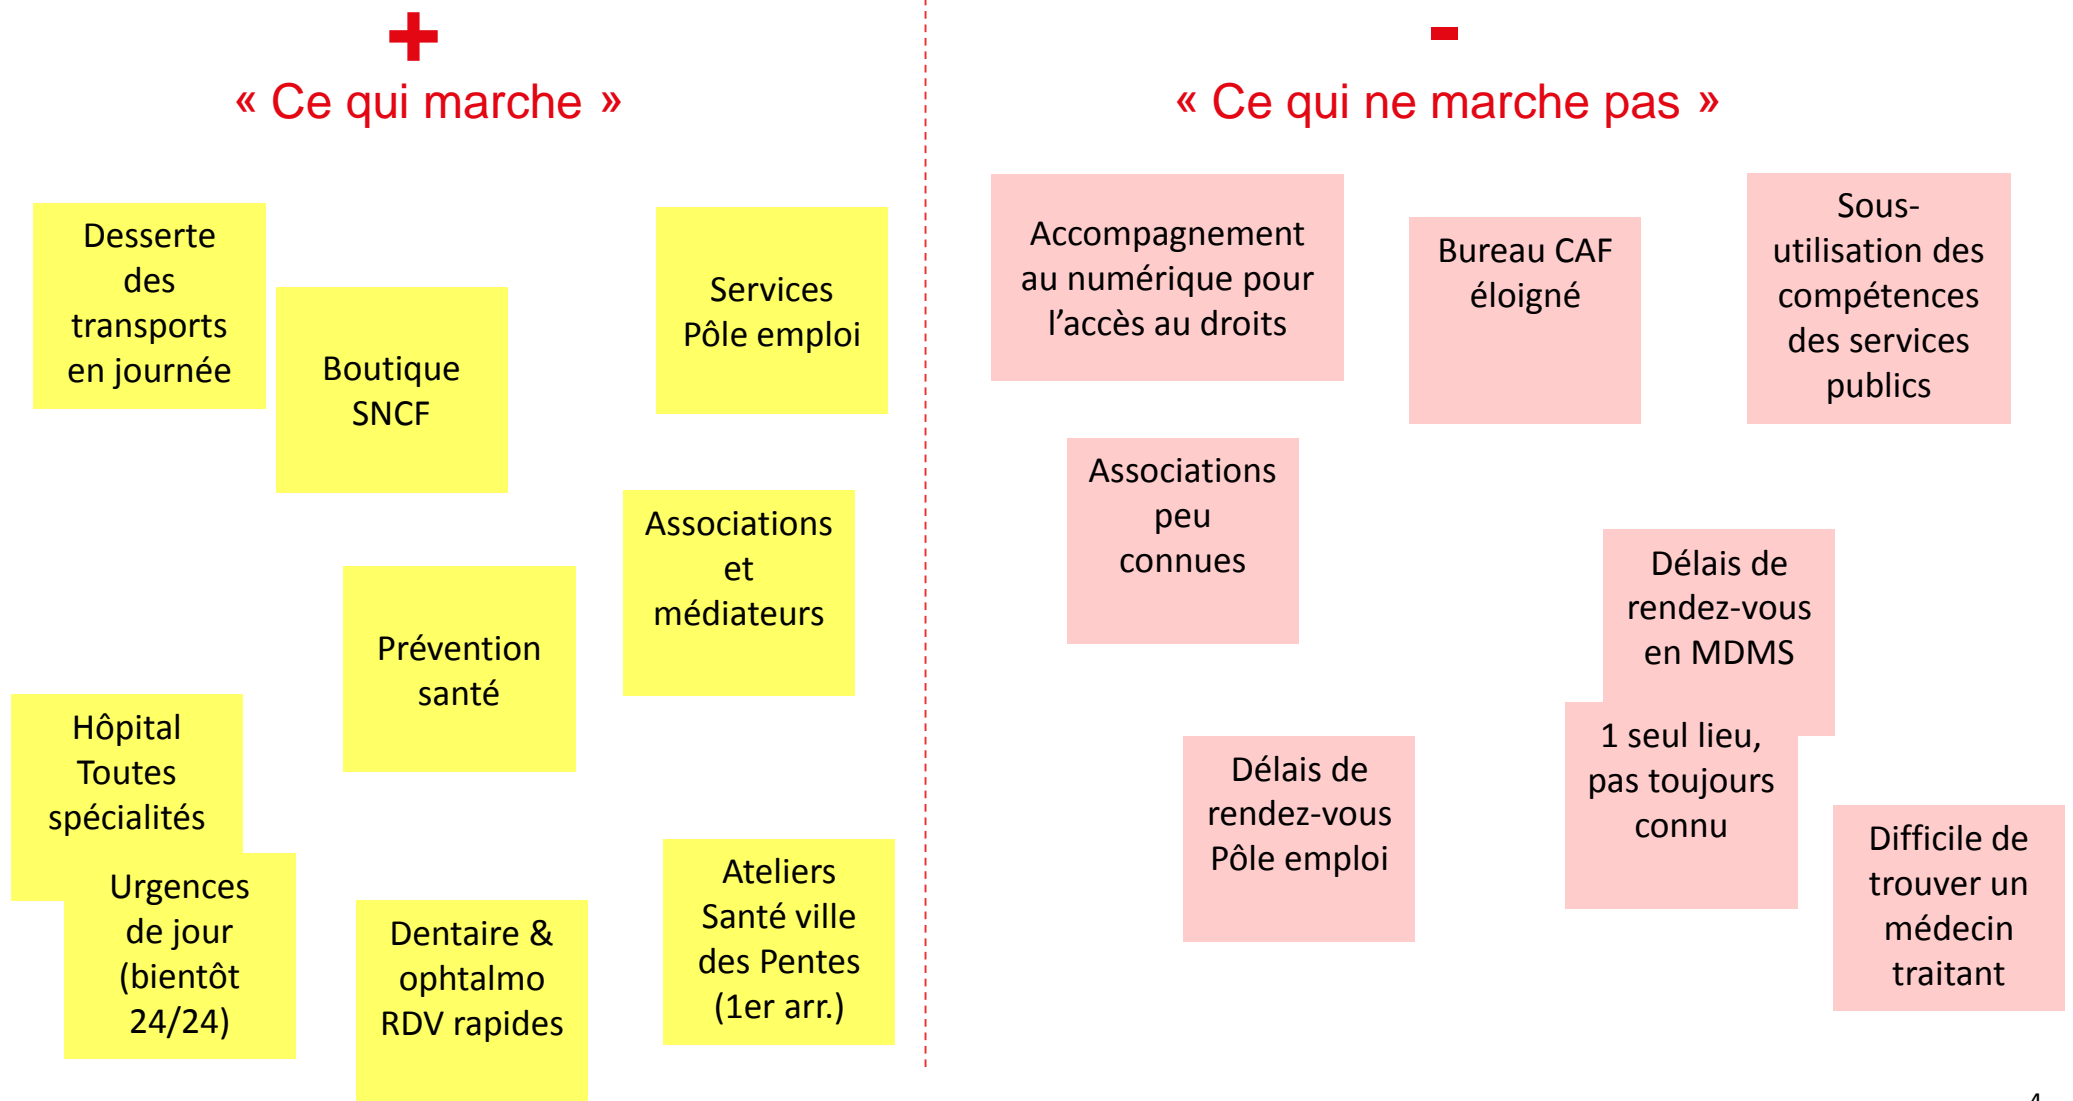 +
« Ce qui marche »
Desserte
des
transports
en journée
Boutique
SNCF
Services
Pôle emploi
Associations
et
médiateurs
Prévention
santé
Hôpital
Toutes
spécialités
Urgences
de jour
(bientôt
24/24)
Dentaire &
ophtalmo
RDV rapides
Ateliers
Santé ville
des Pentes
(1er arr.)
-
« Ce qui ne marche pas »
Accompagnement
au numérique pour
l’accès au droits
Bureau CAF
éloigné
Sous-
utilisation des
compétences
des services
publics
Associations
peu
connues
Délais de
rendez-vous
en MDMS
1 seul lieu,
pas toujours
connu
Délais de
rendez-vous
Pôle emploi
Difficile de
trouver un
médecin
traitant